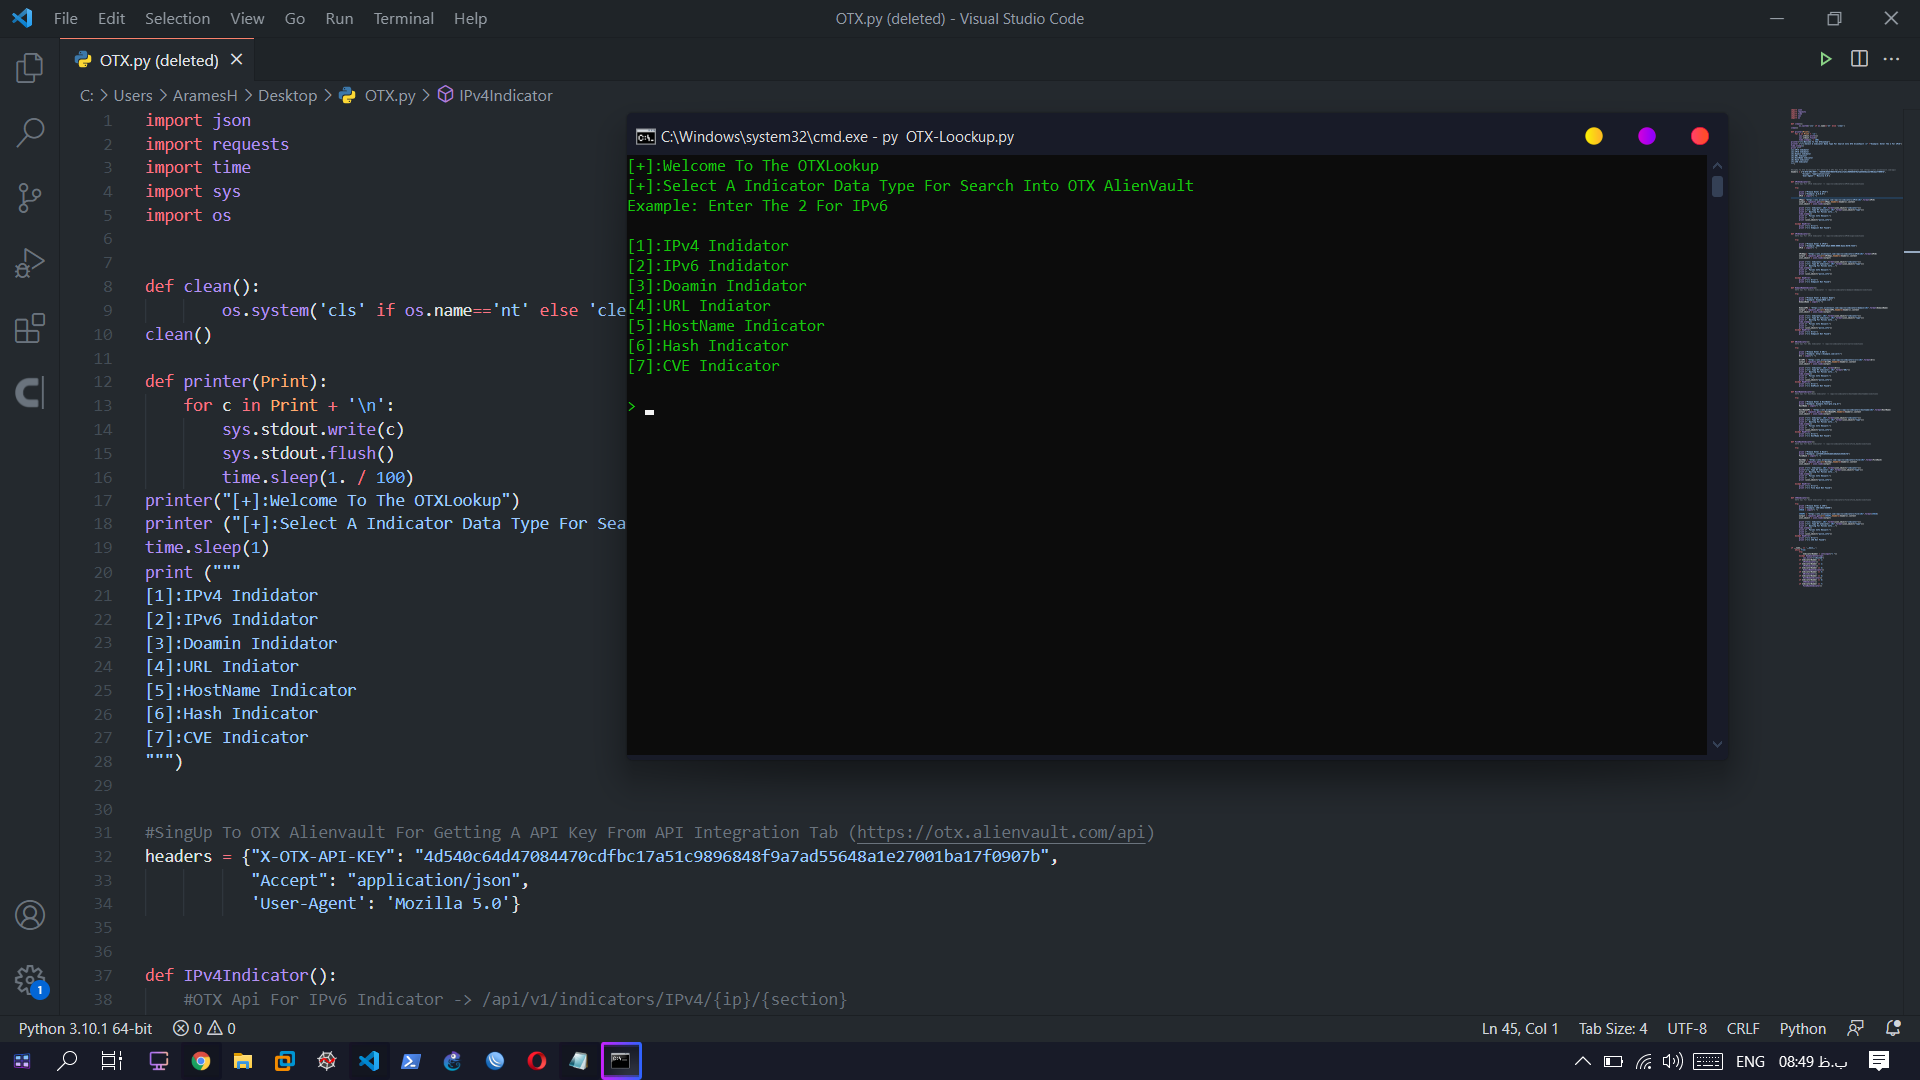 File Edit Selection View Go Run Terminal Help
OTX.py (deleted) - Visual Studio Code
OTX.py (deleted)
C: > Users > AramesH > Desktop > OTX.py > IPv4Indicator
1 import json
2 import requests
3 import time
4 import sys
5 import os
6
7
8 def clean():
9 os.system('cls' if os.name=='nt' else 'cle
10 clean()
11
12 def printer(Print):
13 for c in Print + '\n':
14 sys.stdout.write(c)
15 sys.stdout.flush()
16 time.sleep(1. / 100)
17 printer("[+]:Welcome To The OTXLookup")
18 printer ("[+]:Select A Indicator Data Type For Sea
19 time.sleep(1)
20 print ("""
21 [1]:IPv4 Indidator
22 [2]:IPv6 Indidator
23 [3]:Doamin Indidator
24 [4]:URL Indiator
25 [5]:HostName Indicator
26 [6]:Hash Indicator
27 [7]:CVE Indicator
28 """)
29
30
31 #SingUp To OTX Alienvault For Getting A API Key From API Integration Tab (https://otx.alienvault.com/api)
32 headers = {"X-OTX-API-KEY": "4d540c64d47084470cdfbc17a51c9896848f9a7ad55648a1e27001ba17f0907b",
33 "Accept": "application/json",
34 'User-Agent': 'Mozilla 5.0'}
35
36
37 def IPv4Indicator():
38 #OTX Api For IPv6 Indicator -> /api/v1/indicators/IPv4/{ip}/{section}
C:\Windows\system32\cmd.exe - py OTX-Loockup.py
[+]:Welcome To The OTXLookup
[+]:Select A Indicator Data Type For Search Into OTX AlienVault
Example: Enter The 2 For IPv6
[1]:IPv4 Indidator
[2]:IPv6 Indidator
[3]:Doamin Indidator
[4]:URL Indiator
[5]:HostName Indicator
[6]:Hash Indicator
[7]:CVE Indicator
>
1
Python 3.10.1 64-bit 0 0 Ln 45, Col 1 Tab Size: 4 UTF-8 CRLF Python
ENG 08:49 ب.ظ